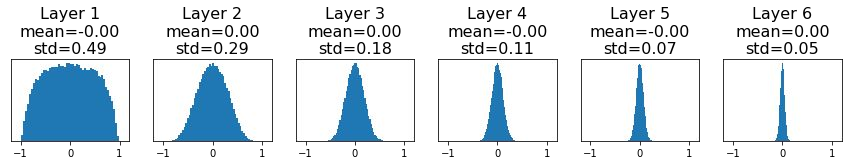 Layer 1
mean=-0.00
std=0.49
Layer 2
mean=0.00
std=0.29
Layer 3
mean=0.00
std=0.18
Layer 4
mean=-0.00
std=0.11
Layer 5
mean=-0.00
std=0.07
Layer 6
mean=0.00
std=0.05
−1 0 1
−1 0 1
−1 0 1
−1 0 1
−1 0 1
−1 0 1